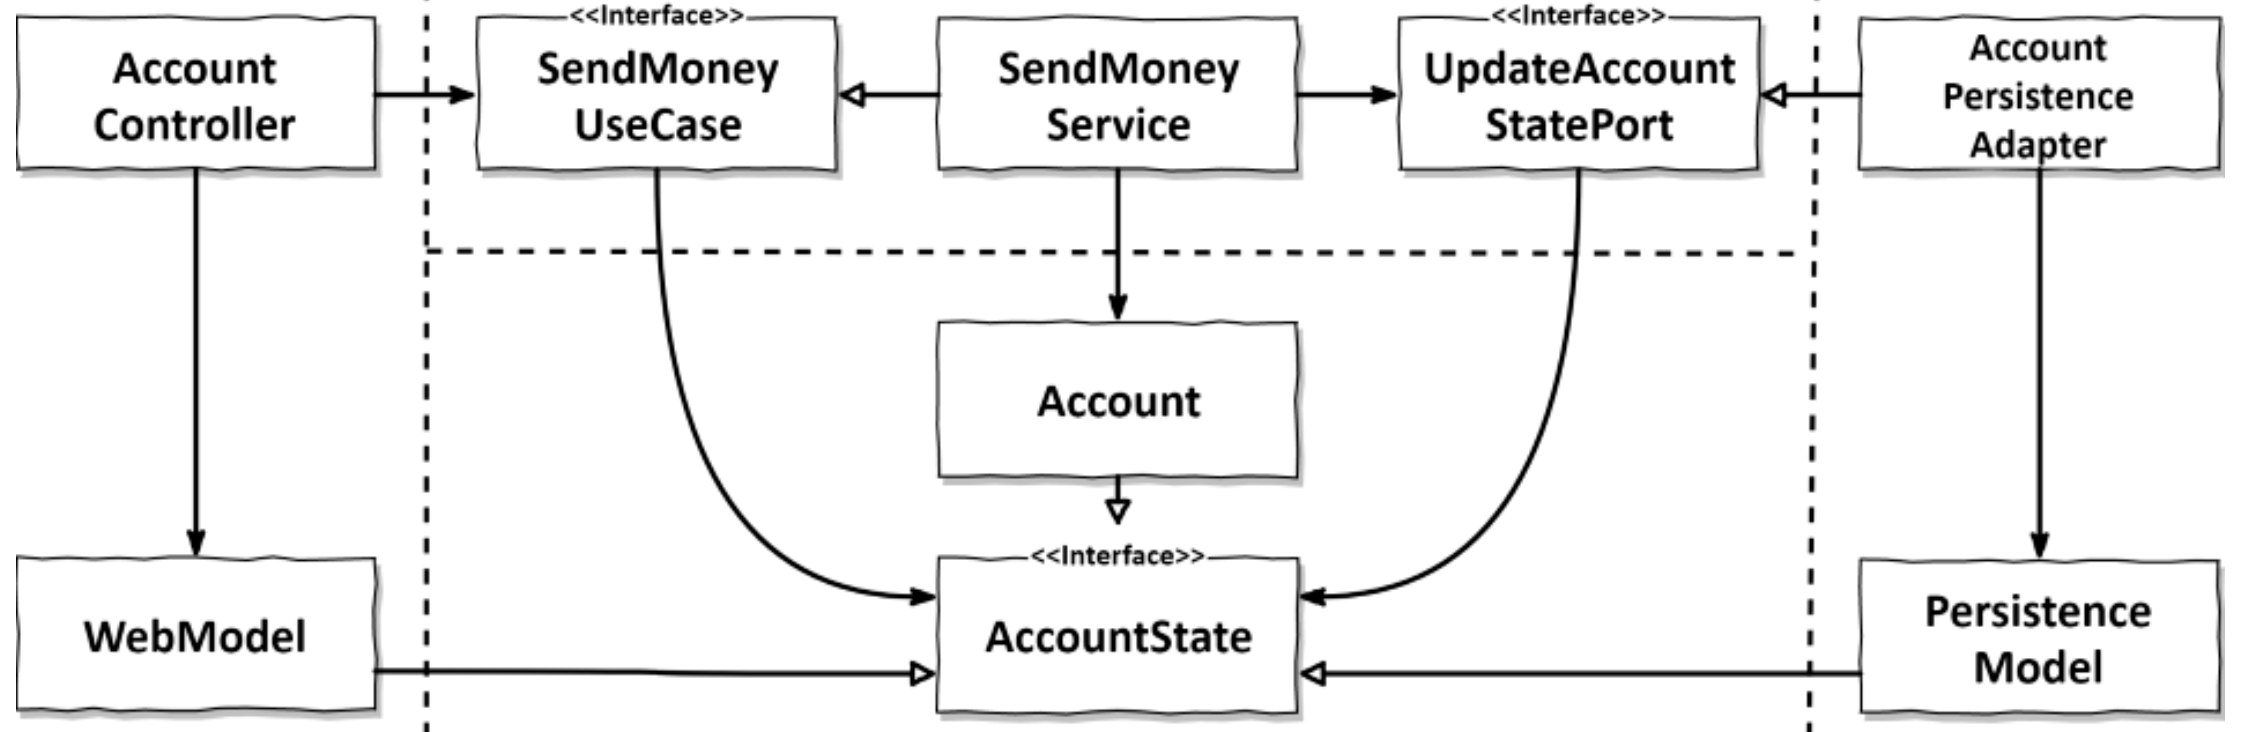 <<Interface>>
<<Interface>>
Account
Controller
SendMoney
UseCase
SendMoney
Service
UpdateAccount
StatePort
Account
Persistence
Adapter
Account
<<Interface>>
WebModel
AccountState
Persistence
Model